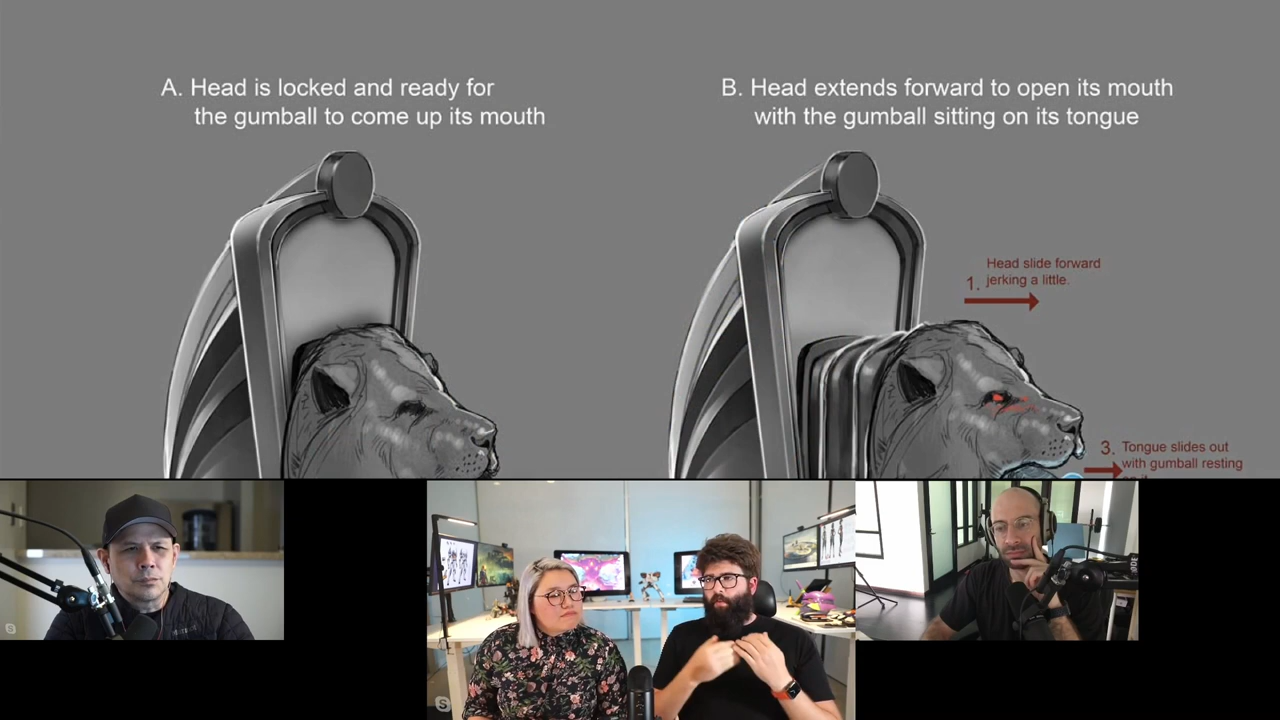 A. Head is locked and ready for
the gumball to come up its mouth
B. Head extends forward to open its mouth
with the gumball sitting on its tongue
1. Head slide forward
jerking a little.
3. Tongue slides out
with gumball resting